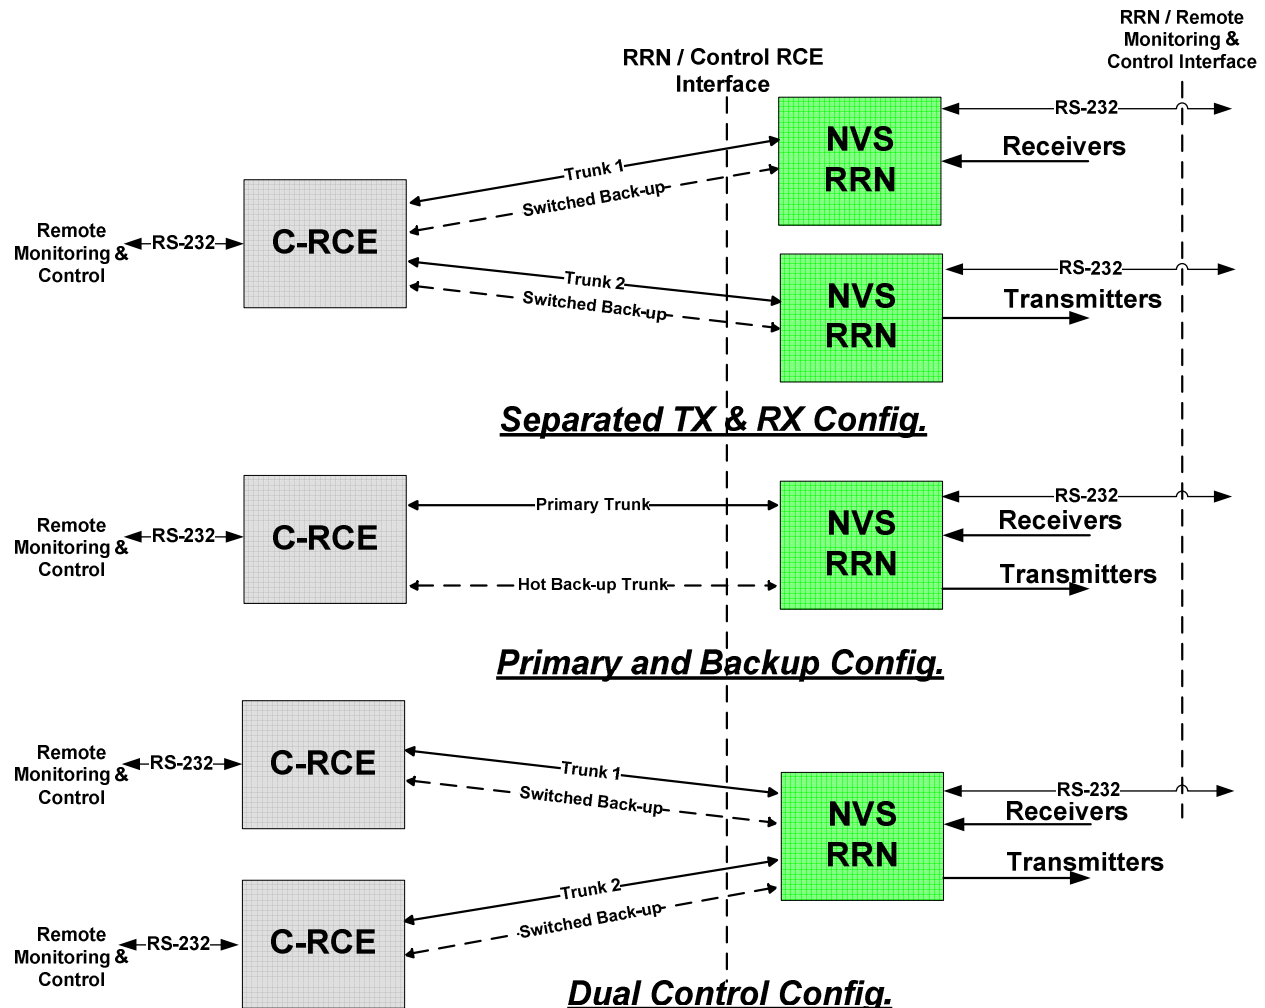 RRN / Remote
Monitoring &
Control Interface
RRN / Control RCE
Interface
NVS
RRN
RS-232
Receivers
Trunk 1
Switched Back-up
C-RCE
Remote
Monitoring &
Control
RS-232
Trunk 2
Switched Back-up
NVS
RRN
RS-232
Transmitters
Separated TX & RX Config.
Remote
Monitoring &
Control
RS-232
C-RCE
Primary Trunk
Hot Back-up Trunk
NVS
RRN
RS-232
Receivers
Transmitters
Primary and Backup Config.
Remote
Monitoring &
Control
RS-232
C-RCE
Trunk 1
Switched Back-up
NVS
RRN
RS-232
Receivers
Transmitters
Trunk 2
Switched Back-up
Remote
Monitoring &
Control
RS-232
C-RCE
Dual Control Config.